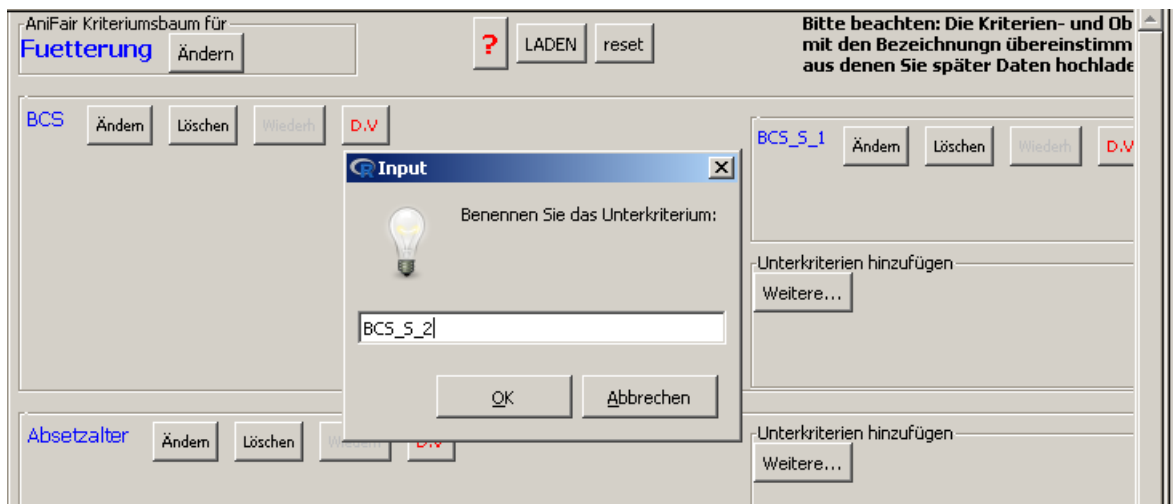 AniFair Kriteriumsbaum für
Fuetterung Ändern
? LADEN reset
Bitte beachten: Die Kriterien- und Ob
mit den Bezeichnungn übereinstimm
aus denen Sie später Daten hochlade
BCS Ändern Löschen Wiederh D.V
BCS_S_1 Ändern Löschen Wiederh D.V
Input
Benennen Sie das Unterkriterium:
BCS_S_2
OK Abbrechen
Unterkriterien hinzufügen
Weitere...
Absetzalter Ändern Löschen Wiederh D.V
Unterkriterien hinzufügen
Weitere...